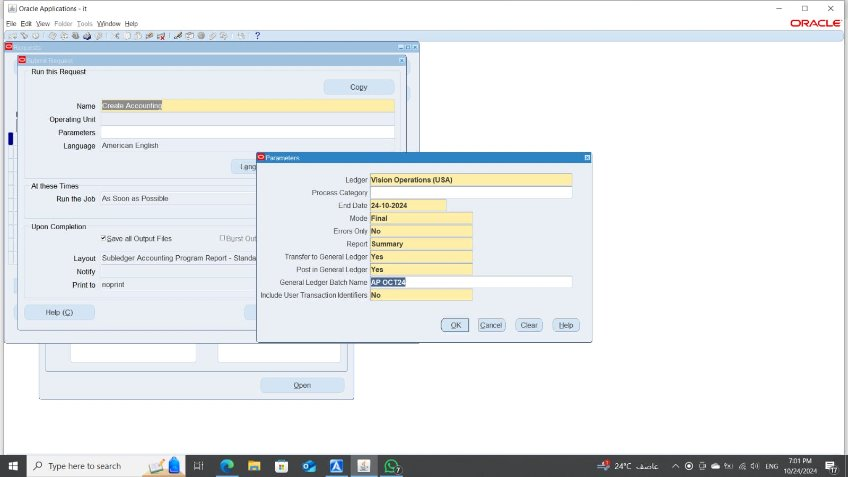 Oracle Applications - it
File Edit View Folder Tools Window Help
ORACLE
Requests
Submit Request
Run this Request
Copy
Name Create Accounting
Operating Unit
Parameters
Language American English
Lang
At these Times
Run the Job As Soon as Possible
Upon Completion
Save all Output Files Burst Out
Layout Subledger Accounting Program Report - Standa
Notify
Print to noprint
Help (C)
Parameters
Ledger Vision Operations (USA)
Process Category
End Date 24-10-2024
Mode Final
Errors Only No
Report Summary
Transfer to General Ledger Yes
Post in General Ledger Yes
General Ledger Batch Name AP OCT24
Include User Transaction Identifiers No
OK Cancel Clear Help
Open
Type here to search
24°C عاصف
ENG
7:01 PM
10/24/2024